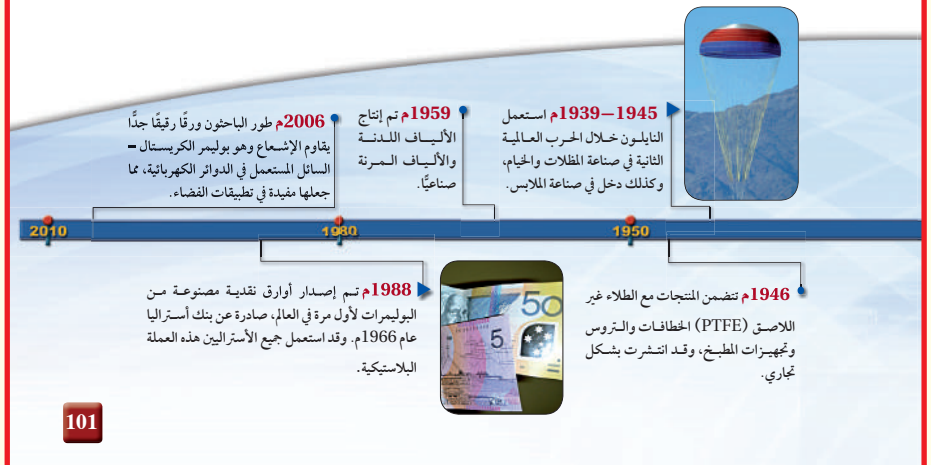 1939–1945م استعمل
النايلون خلال الحرب العالمية
الثانية في صناعة المظلات والخيام،
وكذلك دخل في صناعة الملابس.
1959م تم إنتاج
الألياف اللدنة
والألياف المرنة
صناعيًّا.
2006م طور الباحثون ورقًا رقيقًا جدًّا
يقاوم الإشعاع وهو بوليمر الكريستال –
السائل المستعمل في الدوائر الكهربائية، مما
جعلها مفيدة في تطبيقات الفضاء.
1950
1980
2010
1946م تتضمن المنتجات مع الطلاء غير
اللاصق (PTFE) الخطافات والتروس
وتجهيزات المطبخ، وقد انتشرت بشكل
تجاري.
1988م تم إصدار أوارق نقدية مصنوعة من
البوليمرات لأول مرة في العالم، صادرة عن بنك أستراليا
عام 1966م. وقد استعمل جميع الأستراليين هذه العملة
البلاستيكية.
50
5
101